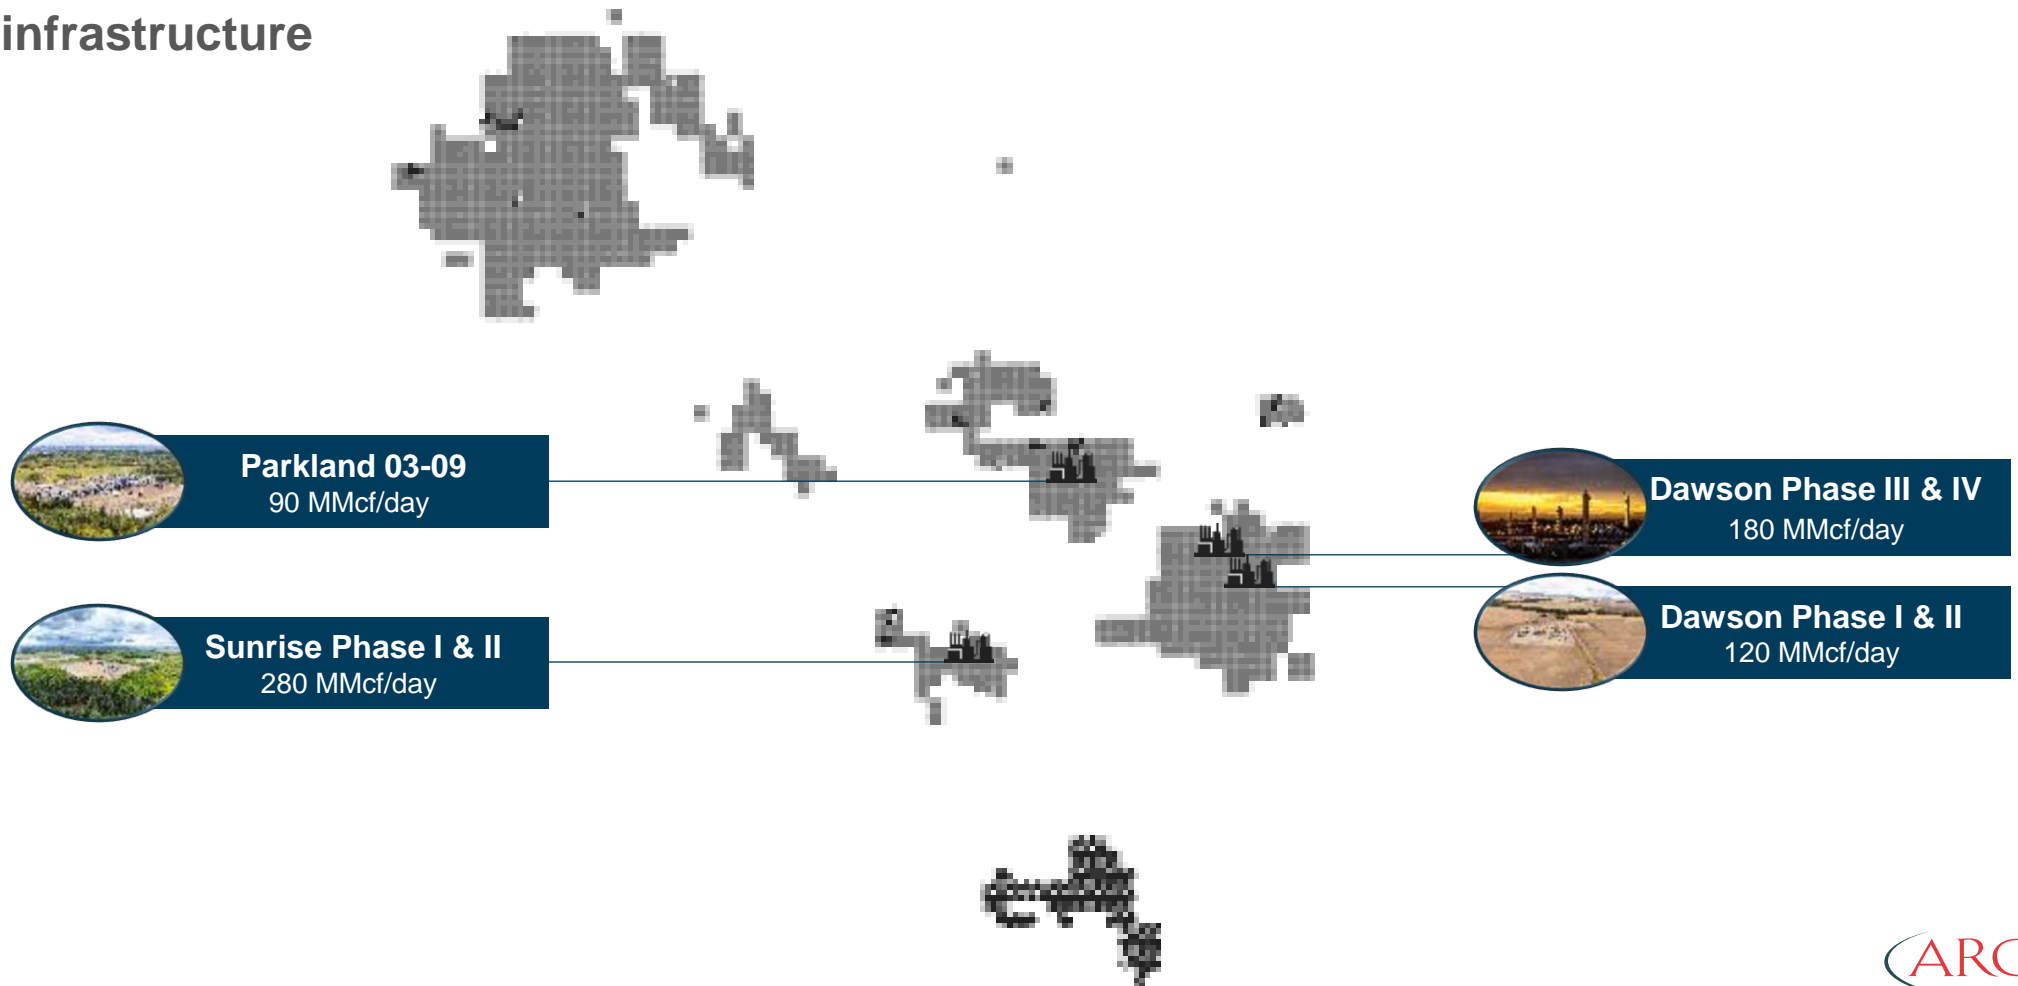 infrastructure
Parkland 03-09
90 MMcf/day
Sunrise Phase I & II
280 MMcf/day
Dawson Phase III & IV
180 MMcf/day
Dawson Phase I & II
120 MMcf/day
ARC